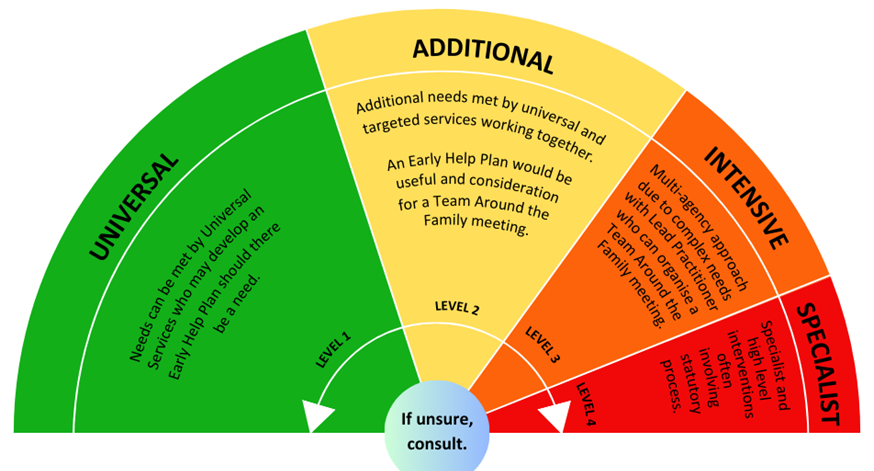 UNIVERSAL
Needs can be met by Universal
Services who may develop an
Early Help Plan should there
be a need.
LEVEL 1
ADDITIONAL
Additional needs met by universal and
targeted services working together.
An Early Help Plan would be
useful and consideration
for a Team Around the
Family meeting.
LEVEL 2
INTENSIVE
Multi-agency approach
due to complex needs
with Lead Practitioner
who can organise a
Team Around the
Family meeting.
LEVEL 3
SPECIALIST
Specialist and
high level
interventions
often
involving
statutory
process.
LEVEL 4
If unsure,
consult.